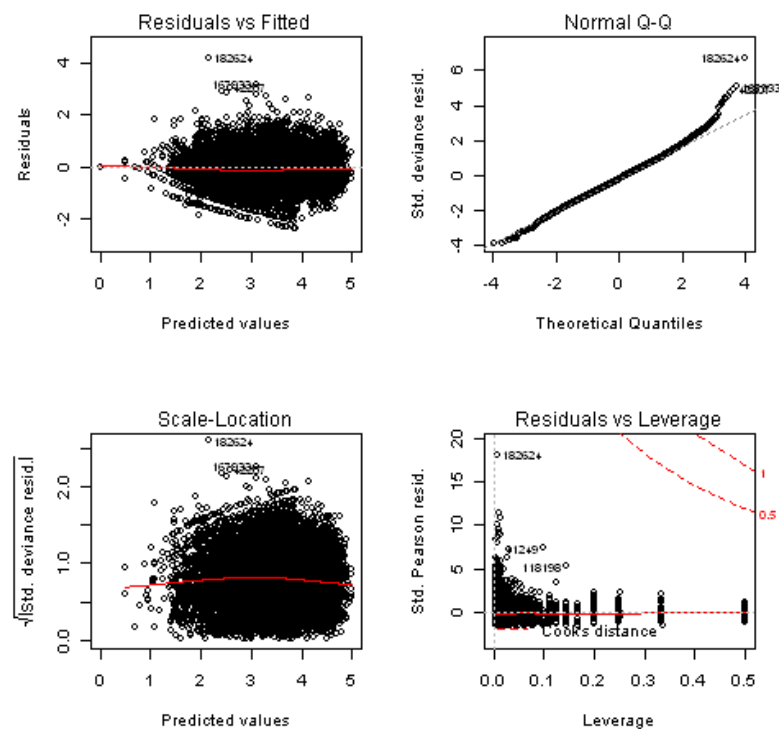 Residuals vs Fitted
Residuals
4
2
0
-2
182624
0 1 2 3 4 5
Predicted values
Normal Q-Q
Std. deviance resid.
6
4
2
0
-2
-4
182624
-4 -2 0 2 4
Theoretical Quantiles
Scale-Location
√|Std. deviance resid.|
2.0
1.0
0.0
182624
0 1 2 3 4 5
Predicted values
Residuals vs Leverage
Std. Pearson resid.
20
15
10
5
0
182624
91249
118198
1
0.5
Cook's distance
0.0 0.1 0.2 0.3 0.4 0.5
Leverage